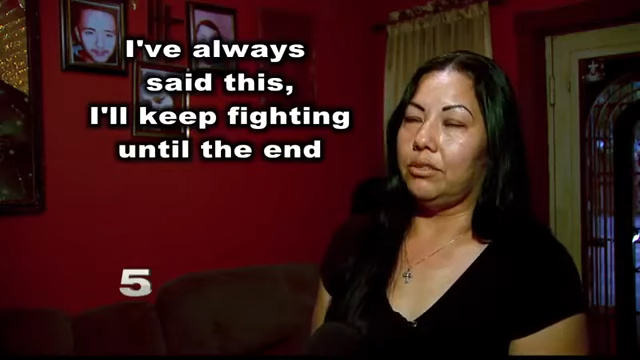 I've always
said this,
I'll keep fighting
until the end
5